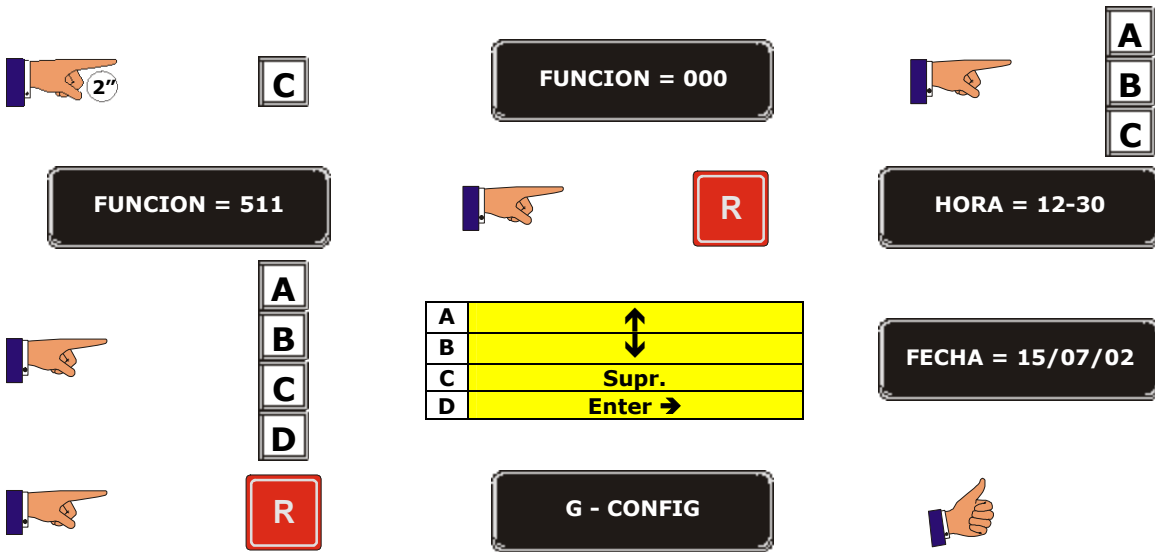 2”
C
FUNCION = 000
A
B
C
FUNCION = 511
R
HORA = 12-30
A
B
C
D
A ↑
B ↓
C Supr.
D Enter ➔
FECHA = 15/07/02
R
G - CONFIG